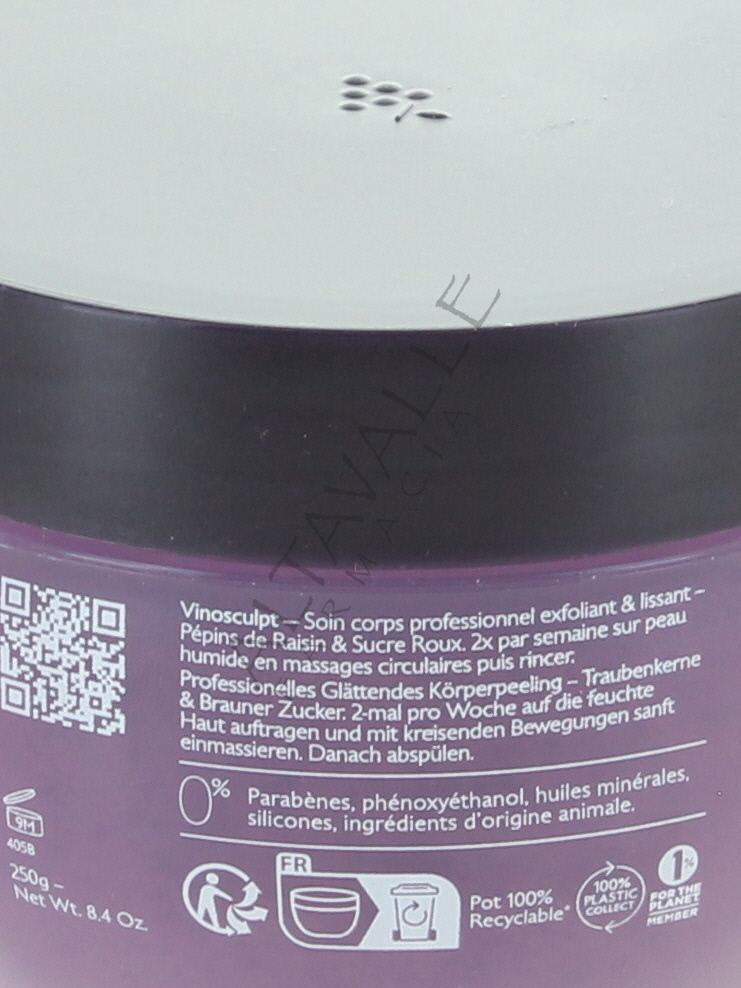 ALTAVALLE
FARMACIA
Vinosculpt – Soin corps professionnel exfoliant & lissant –
Pépins de Raisin & Sucre Roux. 2x par semaine sur peau
humide en massages circulaires puis rincer.
Professionelles Glättendes Körperpeeling – Traubenkerne
& Brauner Zucker. 2-mal pro Woche auf die feuchte
Haut auftragen und mit kreisenden Bewegungen sanft
einmassieren. Danach abspülen.
0% Parabènes, phénoxyéthanol, huiles minérales,
silicones, ingrédients d'origine animale.
9M
405B
250g –
Net Wt. 8.4 Oz.
FR
Pot 100%
Recyclable*
100%
PLASTIC
COLLECT
1%
FOR THE
PLANET
MEMBER